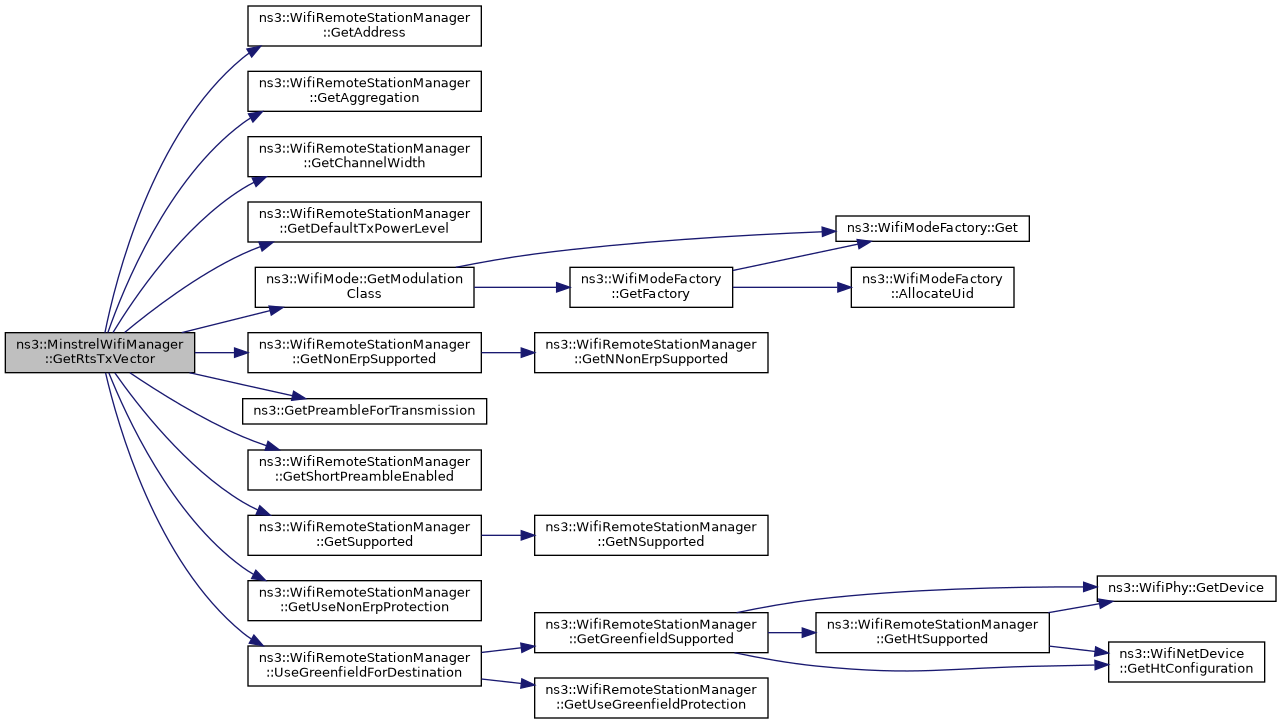 ns3::WifiRemoteStationManager
::GetAddress
ns3::WifiRemoteStationManager
::GetAggregation
ns3::WifiRemoteStationManager
::GetChannelWidth
ns3::WifiRemoteStationManager
::GetDefaultTxPowerLevel
ns3::WifiModeFactory::Get
ns3::WifiMode::GetModulation
Class
ns3::WifiModeFactory
::GetFactory
ns3::WifiModeFactory
::AllocateUid
ns3::MinstrelWifiManager
::GetRtsTxVector
ns3::WifiRemoteStationManager
::GetNonErpSupported
ns3::WifiRemoteStationManager
::GetNNonErpSupported
ns3::GetPreambleForTransmission
ns3::WifiRemoteStationManager
::GetShortPreambleEnabled
ns3::WifiRemoteStationManager
::GetSupported
ns3::WifiRemoteStationManager
::GetNSupported
ns3::WifiRemoteStationManager
::GetUseNonErpProtection
ns3::WifiPhy::GetDevice
ns3::WifiRemoteStationManager
::GetGreenfieldSupported
ns3::WifiRemoteStationManager
::GetHtSupported
ns3::WifiNetDevice
::GetHtConfiguration
ns3::WifiRemoteStationManager
::UseGreenfieldForDestination
ns3::WifiRemoteStationManager
::GetUseGreenfieldProtection